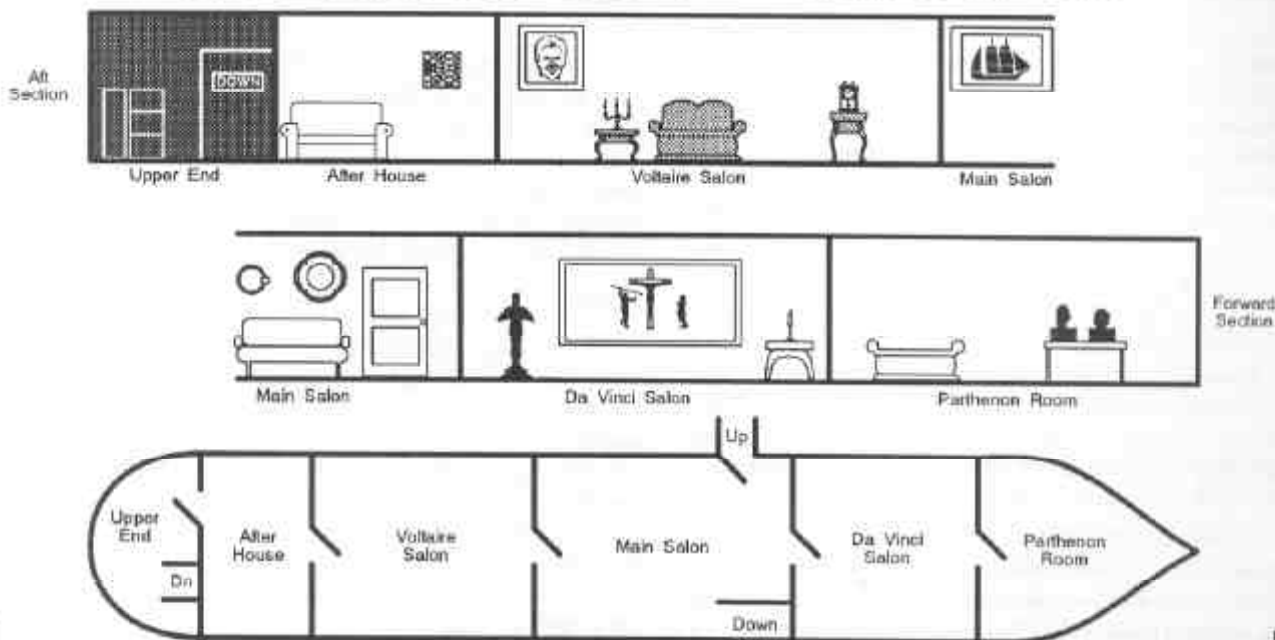 Aft
Section
DOWN
Upper End
After House
Voltaire Salon
Main Salon
Main Salon
Da Vinci Salon
Parthenon Room
Forward
Section
Up
Upper
End
Dn
After
House
Voltaire
Salon
Main Salon
Down
Da Vinci
Salon
Parthenon
Room